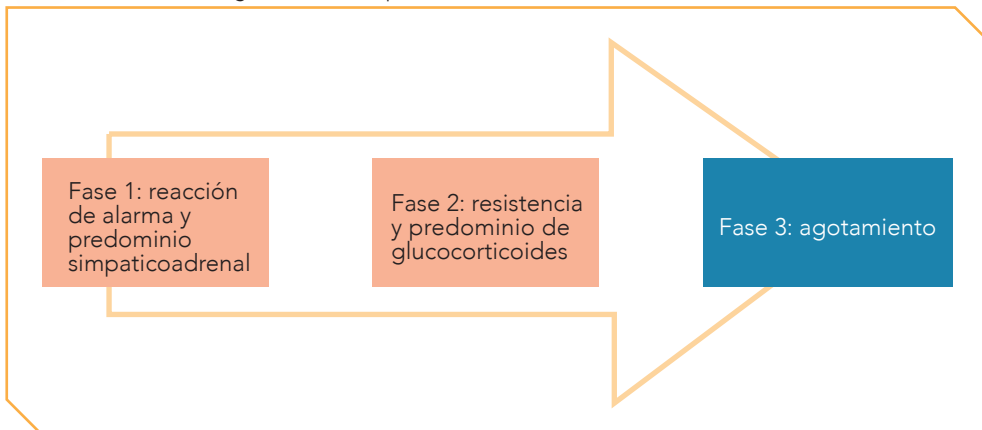 Fase 1: reacción
de alarma y
predominio
simpaticoadrenal
Fase 2: resistencia
y predominio de
glucocorticoides
Fase 3: agotamiento